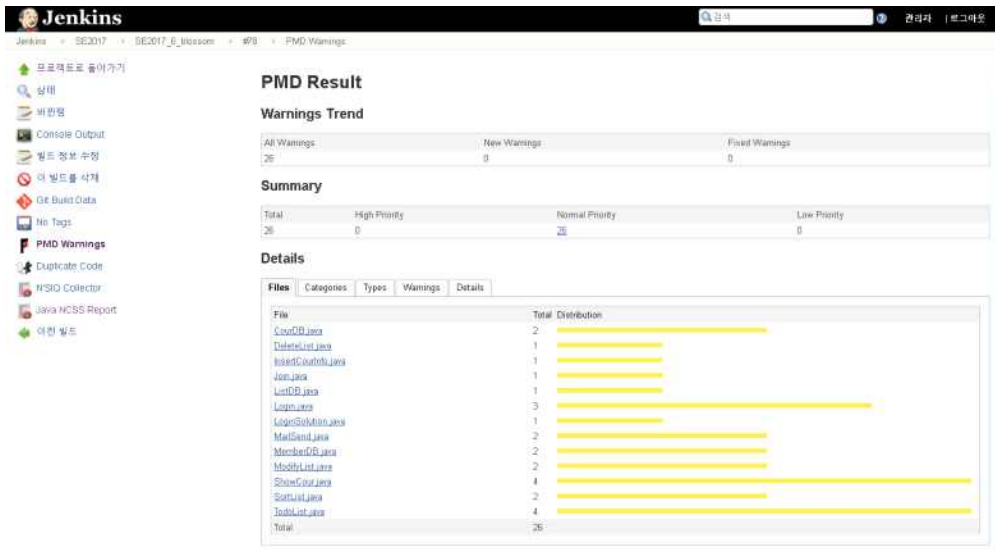 Jenkins
검색
관리자 | 로그아웃
Jenkins SE2017 SE2017_6_blossom #78 PMD Warnings
프로젝트로 돌아가기
상태
바뀐점
Console Output
빌드 정보 수정
이 빌드를 삭제
Git Build Data
No Tags
PMD Warnings
Duplicate Code
N'SIQ Collector
Java NCSS Report
이전 빌드
PMD Result
Warnings Trend
All Warnings New Warnings Fixed Warnings
26 0 0
Summary
Total High Priority Normal Priority Low Priority
26 0 26 0
Details
Files Categories Types Warnings Details
File Total Distribution
CourDB.java 2
DeleteList.java 1
InsertCourInfo.java 1
Join.java 1
ListDB.java 1
Login.java 3
LoginSolution.java 1
MailSend.java 2
MemberDB.java 2
ModifyList.java 2
ShowCour.java 4
SortList.java 2
TodoList.java 4
Total 26